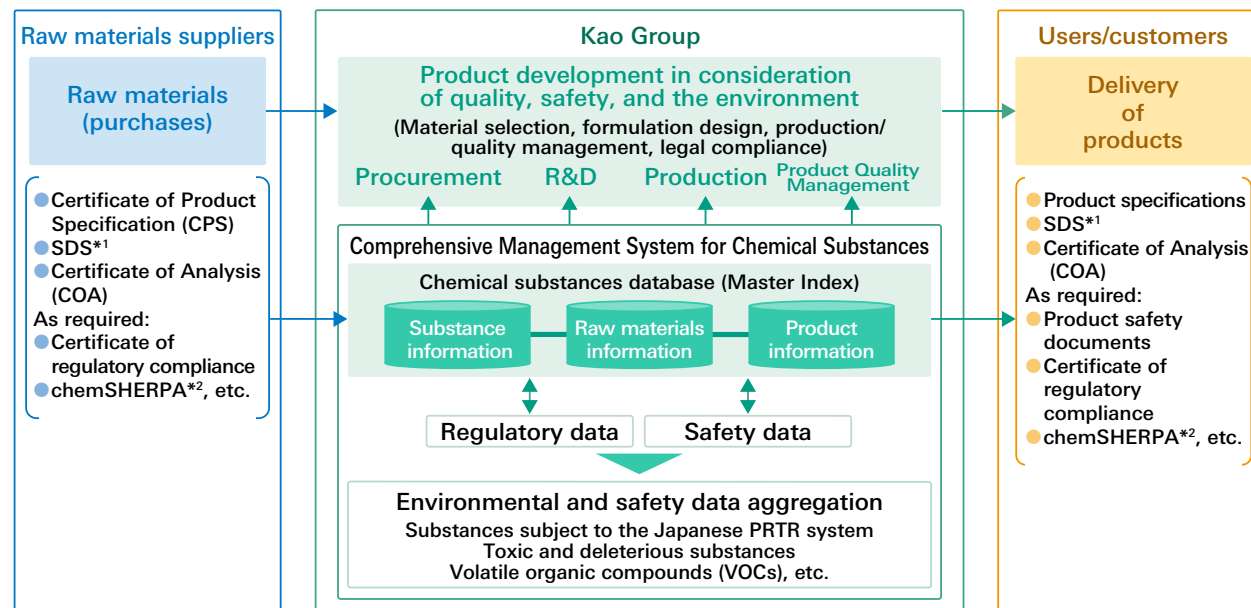 Raw materials suppliers
Raw materials
(purchases)
Certificate of Product
Specification (CPS)
SDS*1
Certificate of Analysis
(COA)
As required:
Certificate of
regulatory compliance
chemSHERPA*2, etc.
Kao Group
Product development in consideration
of quality, safety, and the environment
(Material selection, formulation design, production/
quality management, legal compliance)
Procurement
R&D
Production
Product Quality
Management
Comprehensive Management System for Chemical Substances
Chemical substances database (Master Index)
Substance
information
Raw materials
information
Product
information
Regulatory data
Safety data
Environmental and safety data aggregation
Substances subject to the Japanese PRTR system
Toxic and deleterious substances
Volatile organic compounds (VOCs), etc.
Users/customers
Delivery
of
products
Product specifications
SDS*1
Certificate of Analysis
(COA)
As required:
Product safety
documents
Certificate of
regulatory
compliance
chemSHERPA*2, etc.